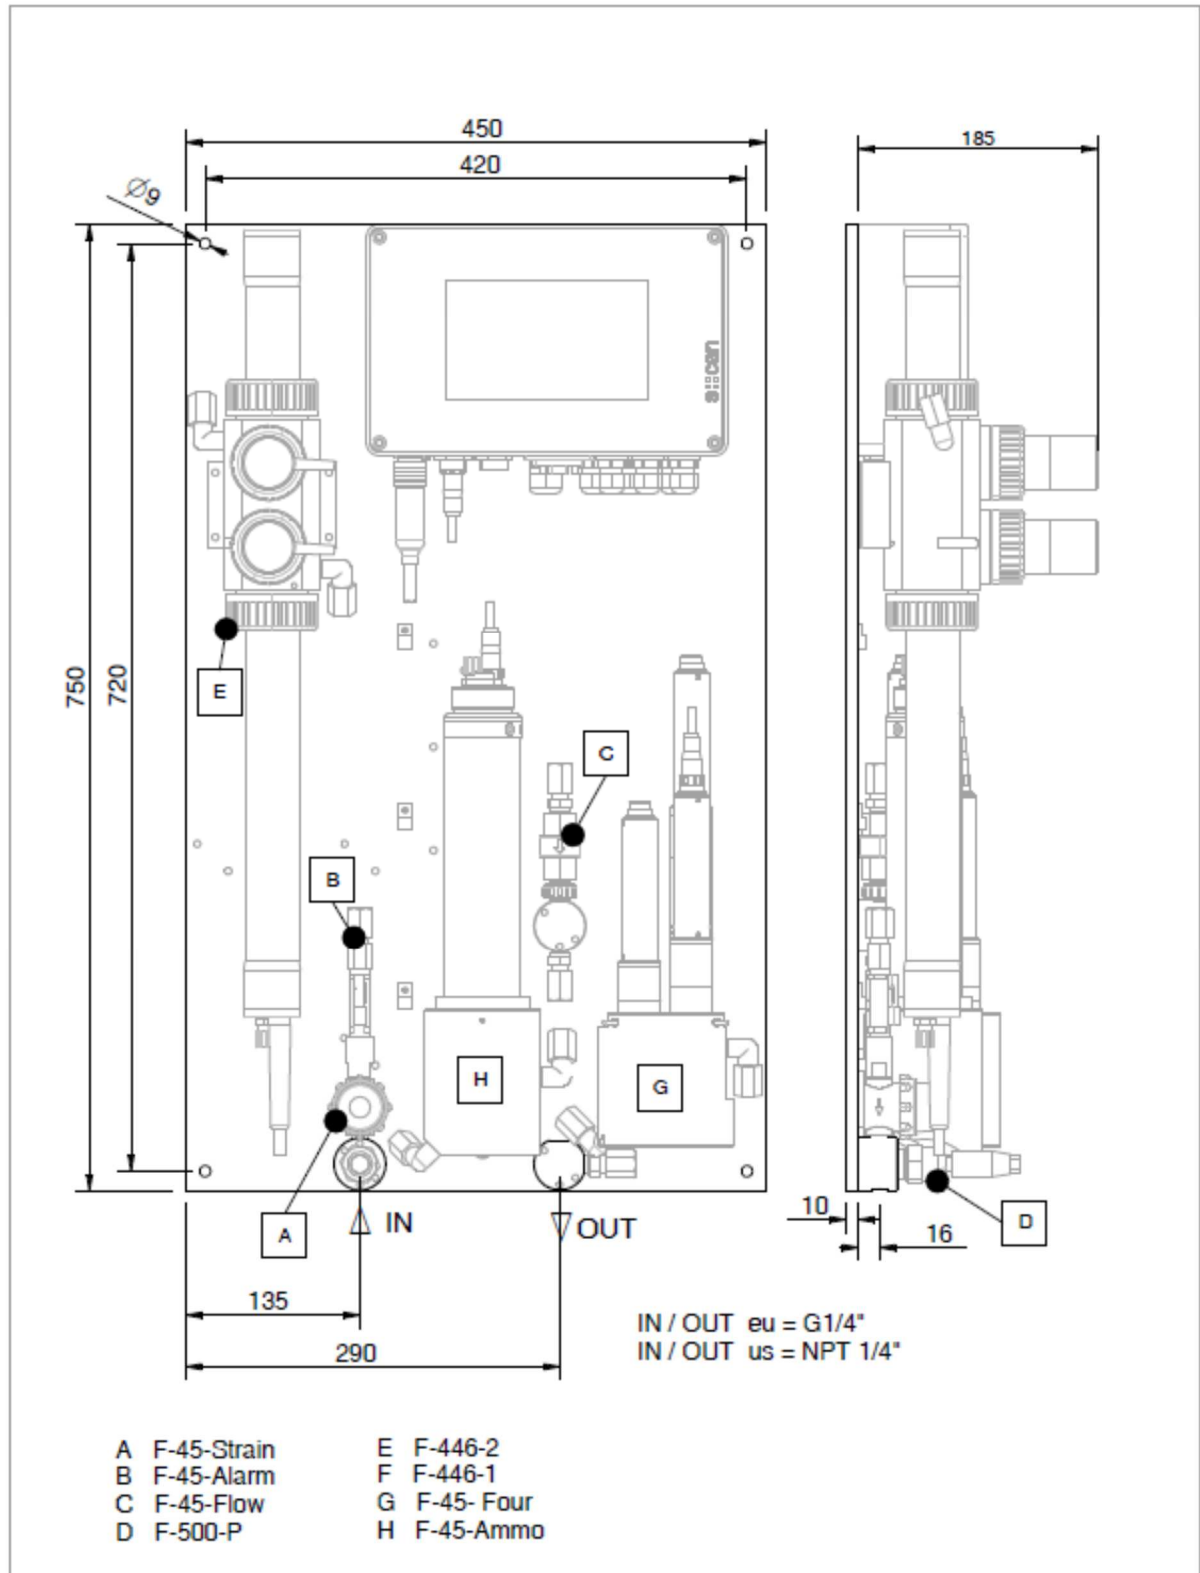 450
185
420
Ø9
s::can
750
720
E
C
B
H
G
A
IN
OUT
10
16
D
135
290
IN / OUT eu = G1/4"
IN / OUT us = NPT 1/4"
A F-45-Strain
B F-45-Alarm
C F-45-Flow
D F-500-P
E F-446-2
F F-446-1
G F-45- Four
H F-45-Ammo